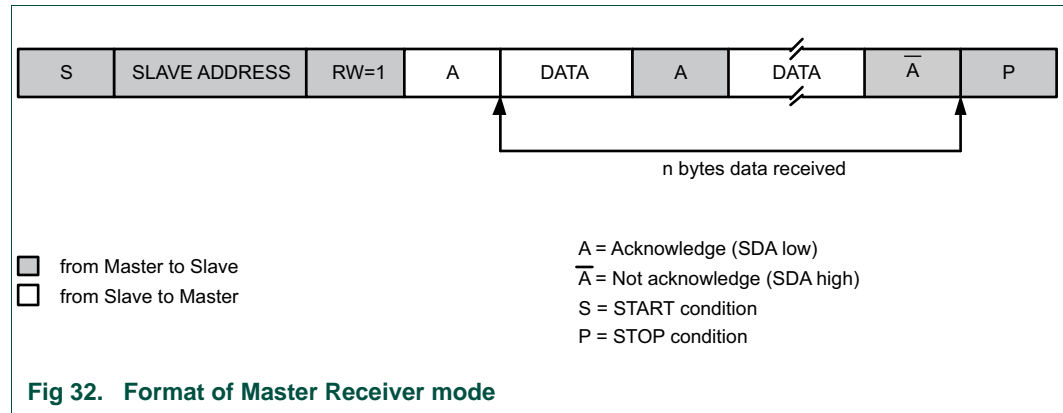 S SLAVE ADDRESS RW=1 A DATA A DATA A̅ P
n bytes data received
from Master to Slave
from Slave to Master
A = Acknowledge (SDA low)
A̅ = Not acknowledge (SDA high)
S = START condition
P = STOP condition
Fig 32. Format of Master Receiver mode